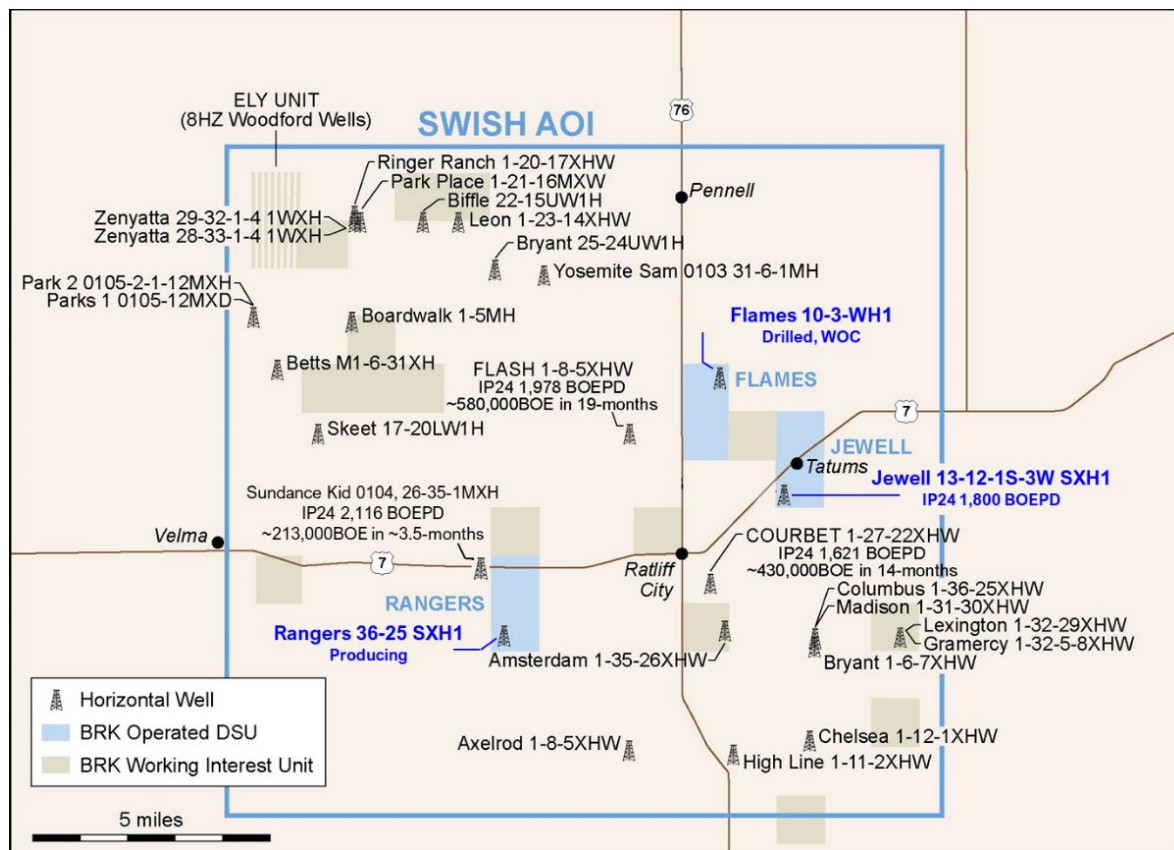 ELY UNIT
(8HZ Woodford Wells)
SWISH AOI
76
Ringer Ranch 1-20-17XHW
Park Place 1-21-16MXW
Pennell
Biffle 22-15UW1H
Zenyatta 29-32-1-4 1WXH
Leon 1-23-14XHW
Zenyatta 28-33-1-4 1WXH
Bryant 25-24UW1H
Yosemite Sam 0103 31-6-1MH
Park 2 0105-2-1-12MXH
Parks 1 0105-12MXD
Boardwalk 1-5MH
Flames 10-3-WH1
Drilled, WOC
Betts M1-6-31XH
FLASH 1-8-5XHW
IP24 1,978 BOEPD
~580,000BOE in 19-months
FLAMES
7
Skeet 17-20LW1H
JEWELL
Tatums
Jewell 13-12-1S-3W SXH1
IP24 1,800 BOEPD
Sundance Kid 0104, 26-35-1MXH
IP24 2,116 BOEPD
~213,000BOE in ~3.5-months
Velma
7
Ratliff
City
COURBET 1-27-22XHW
IP24 1,621 BOEPD
~430,000BOE in 14-months
Columbus 1-36-25XHW
Madison 1-31-30XHW
RANGERS
Rangers 36-25 SXH1
Producing
Lexington 1-32-29XHW
Gramercy 1-32-5-8XHW
Amsterdam 1-35-26XHW
Bryant 1-6-7XHW
Horizontal Well
BRK Operated DSU
BRK Working Interest Unit
Axelrod 1-8-5XHW
Chelsea 1-12-1XHW
High Line 1-11-2XHW
5 miles